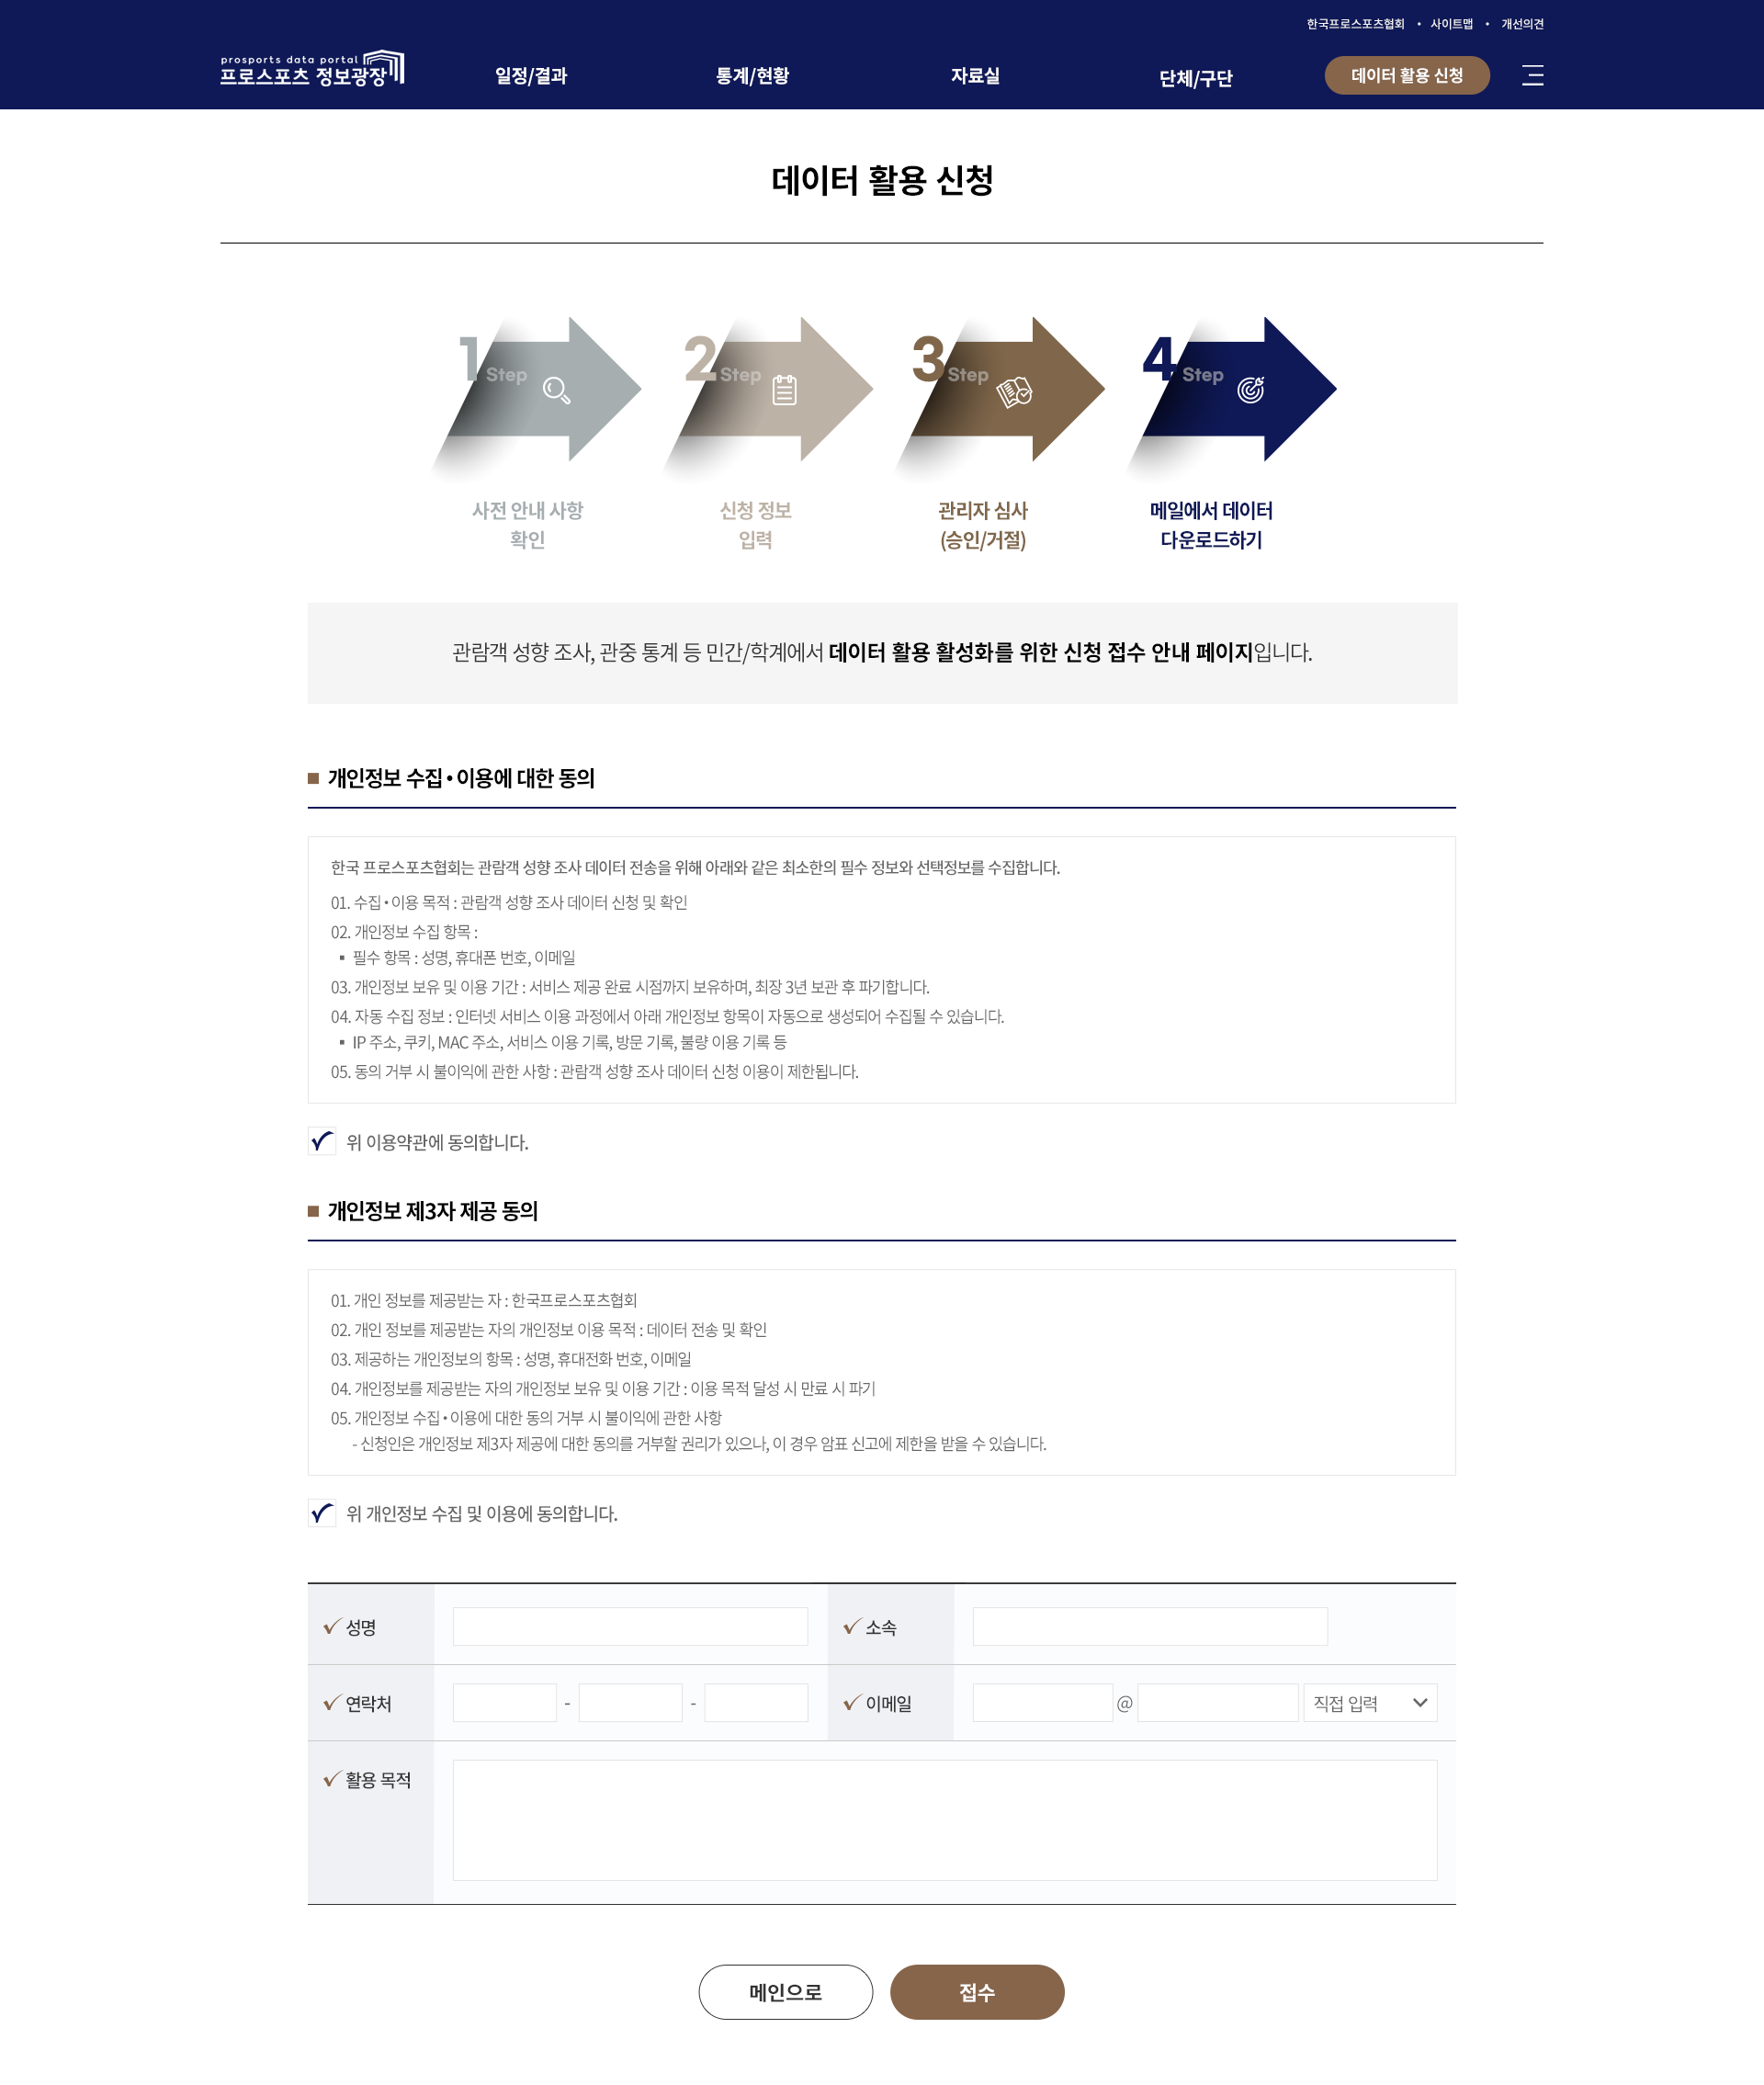 한국프로스포츠협회 • 사이트맵 • 개선의견
prosports data portal
프로스포츠 정보광장
일정/결과 통계/현황 자료실 단체/구단 데이터 활용 신청
데이터 활용 신청
1 Step 2 Step 3 Step 4 Step
사전 안내 사항 신청 정보 관리자 심사 메일에서 데이터
확인 입력 (승인/거절) 다운로드하기
관람객 성향 조사, 관중 통계 등 민간/학계에서 데이터 활용 활성화를 위한 신청 접수 안내 페이지입니다.
개인정보 수집 • 이용에 대한 동의
한국 프로스포츠협회는 관람객 성향 조사 데이터 전송을 위해 아래와 같은 최소한의 필수 정보와 선택정보를 수집합니다.
01. 수집 • 이용 목적 : 관람객 성향 조사 데이터 신청 및 확인
02. 개인정보 수집 항목 :
▪ 필수 항목 : 성명, 휴대폰 번호, 이메일
03. 개인정보 보유 및 이용 기간 : 서비스 제공 완료 시점까지 보유하며, 최장 3년 보관 후 파기합니다.
04. 자동 수집 정보 : 인터넷 서비스 이용 과정에서 아래 개인정보 항목이 자동으로 생성되어 수집될 수 있습니다.
▪ IP 주소, 쿠키, MAC 주소, 서비스 이용 기록, 방문 기록, 불량 이용 기록 등
05. 동의 거부 시 불이익에 관한 사항 : 관람객 성향 조사 데이터 신청 이용이 제한됩니다.
위 이용약관에 동의합니다.
개인정보 제3자 제공 동의
01. 개인 정보를 제공받는 자 : 한국프로스포츠협회
02. 개인 정보를 제공받는 자의 개인정보 이용 목적 : 데이터 전송 및 확인
03. 제공하는 개인정보의 항목 : 성명, 휴대전화 번호, 이메일
04. 개인정보를 제공받는 자의 개인정보 보유 및 이용 기간 : 이용 목적 달성 시 만료 시 파기
05. 개인정보 수집 • 이용에 대한 동의 거부 시 불이익에 관한 사항
- 신청인은 개인정보 제3자 제공에 대한 동의를 거부할 권리가 있으나, 이 경우 암표 신고에 제한을 받을 수 있습니다.
위 개인정보 수집 및 이용에 동의합니다.
성명 소속
연락처 - - 이메일 @ 직접 입력
활용 목적
메인으로 접수